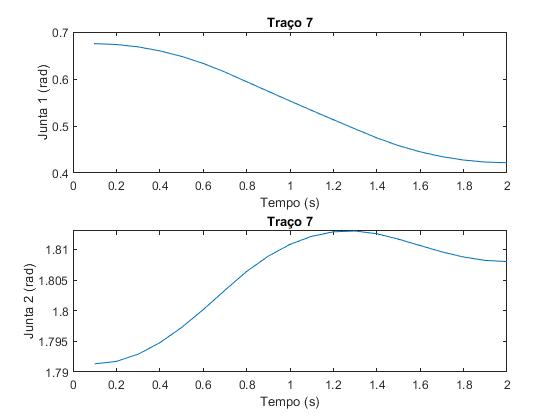 Traço 7
0.7
0.6
0.5
0.4
Junta 1 (rad)
0 0.2 0.4 0.6 0.8 1 1.2 1.4 1.6 1.8 2
Tempo (s)
Traço 7
1.81
1.805
1.8
1.795
1.79
Junta 2 (rad)
0 0.2 0.4 0.6 0.8 1 1.2 1.4 1.6 1.8 2
Tempo (s)